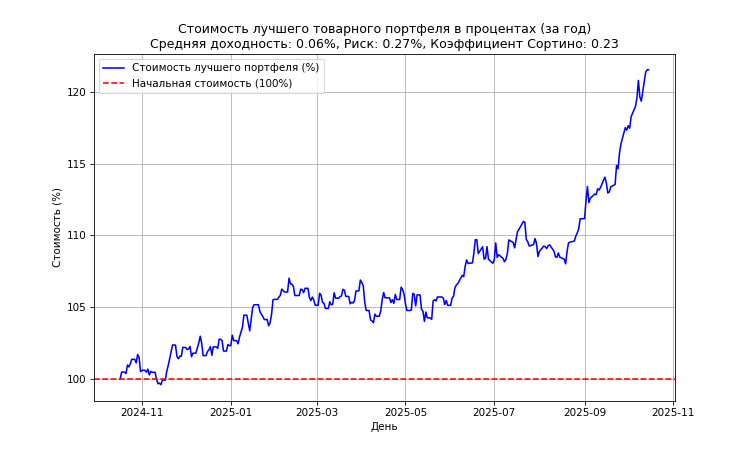 Стоимость лучшего товарного портфеля в процентах (за год)
Средняя доходность: 0.06%, Риск: 0.27%, Коэффициент Сортино: 0.23
Стоимость лучшего портфеля (%)
Начальная стоимость (100%)
Стоимость (%)
120
115
110
105
100
2024-11 2025-01 2025-03 2025-05 2025-07 2025-09 2025-11
День